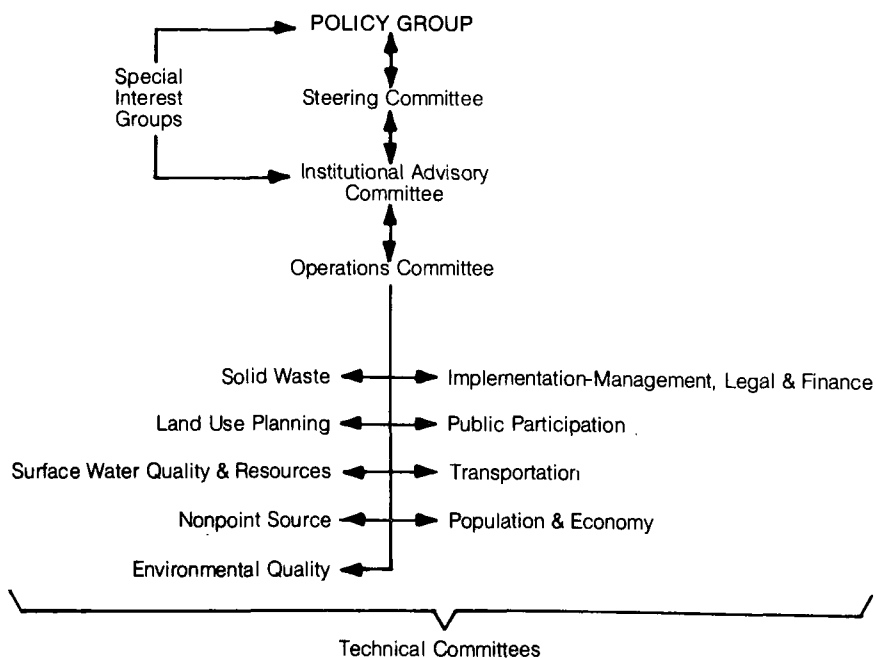 POLICY GROUP
Special
Interest
Groups
Steering Committee
Institutional Advisory
Committee
Operations Committee
Solid Waste
Implementation-Management, Legal & Finance
Land Use Planning
Public Participation
Surface Water Quality & Resources
Transportation
Nonpoint Source
Population & Economy
Environmental Quality
Technical Committees